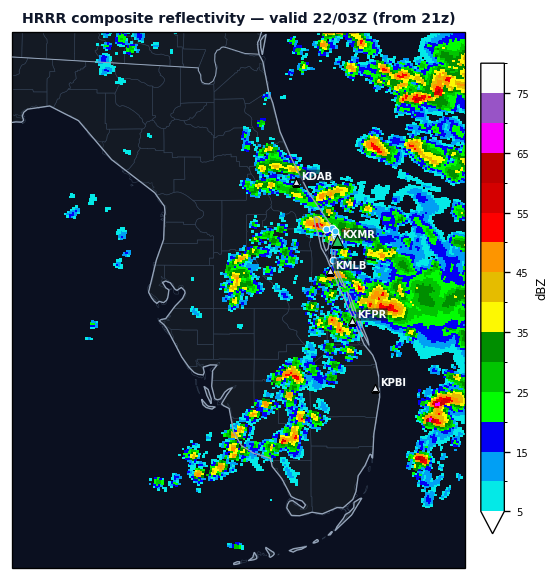 HRRR composite reflectivity — valid 22/03Z (from 21z)
KDAB
KXMR
KMLB
KFPR
KPBI
75
65
55
45
35
25
15
5
dBZ